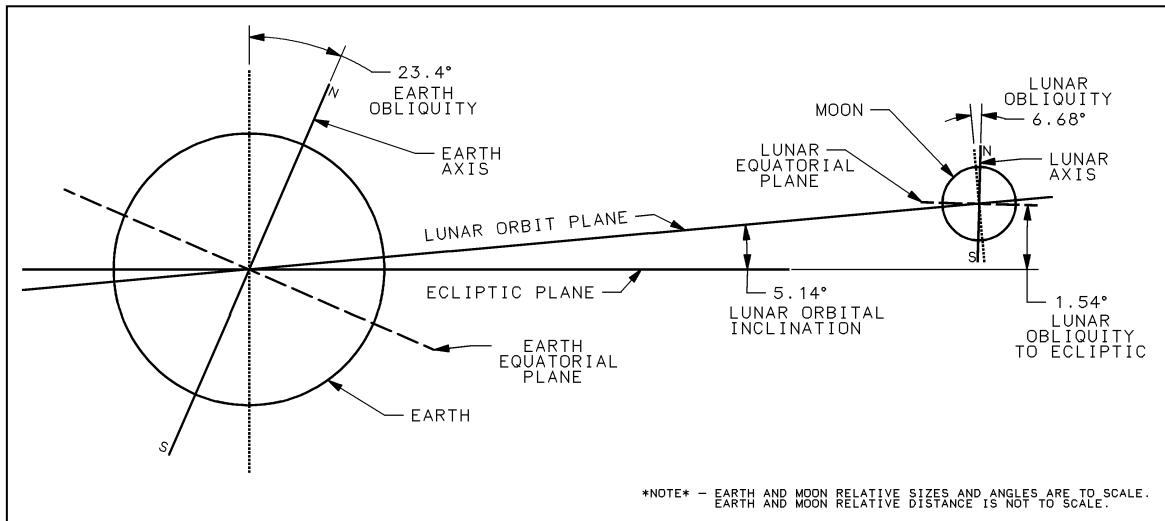 23.4°
EARTH
OBLIQUITY
N
EARTH
AXIS
LUNAR
OBLIQUITY
6.68°
MOON
N
LUNAR
EQUATORIAL
PLANE
LUNAR
AXIS
S
LUNAR ORBIT PLANE
ECLIPTIC PLANE
5.14°
LUNAR ORBITAL
INCLINATION
1.54°
LUNAR
OBLIQUITY
TO ECLIPTIC
EARTH
EQUATORIAL
PLANE
EARTH
S
*NOTE* - EARTH AND MOON RELATIVE SIZES AND ANGLES ARE TO SCALE.
EARTH AND MOON RELATIVE DISTANCE IS NOT TO SCALE.